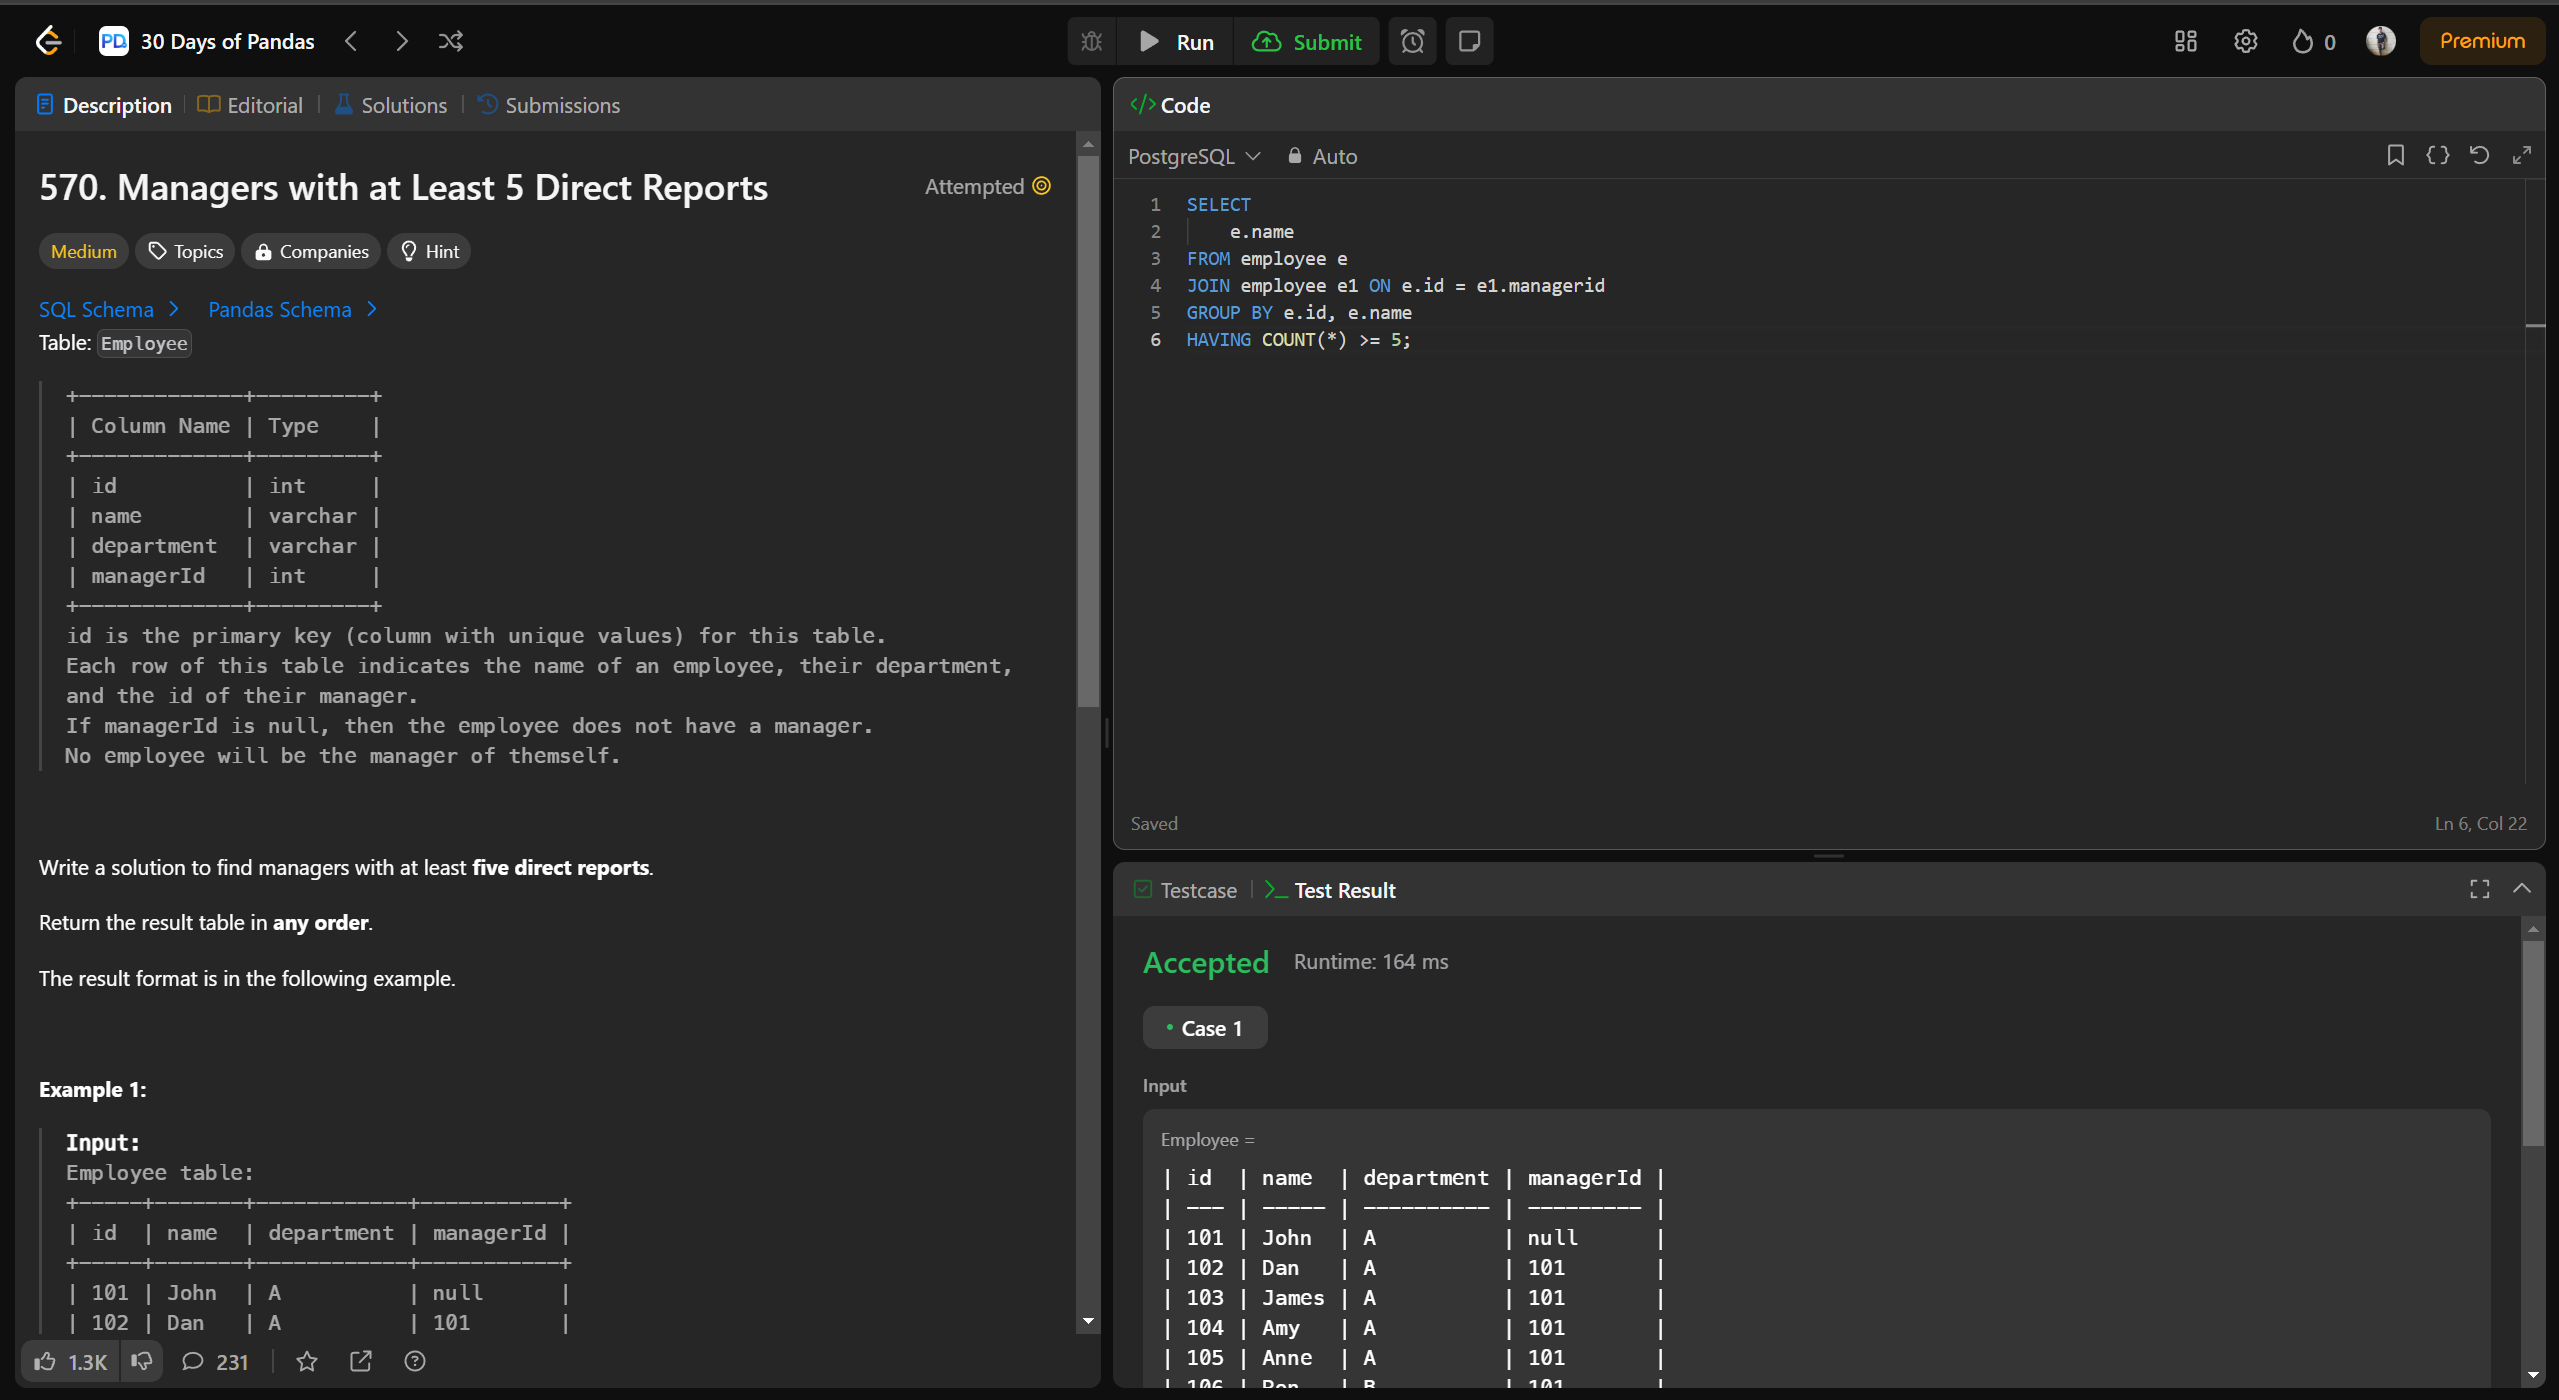 PD 30 Days of Pandas
Run Submit
0 Premium
Description Editorial Solutions Submissions
570. Managers with at Least 5 Direct Reports
Attempted
Medium Topics Companies Hint
SQL Schema Pandas Schema
Table: Employee
+-------------+---------+
| Column Name | Type    |
+-------------+---------+
| id          | int     |
| name        | varchar |
| department  | varchar |
| managerId   | int     |
+-------------+---------+
id is the primary key (column with unique values) for this table.
Each row of this table indicates the name of an employee, their department,
and the id of their manager.
If managerId is null, then the employee does not have a manager.
No employee will be the manager of themself.
Write a solution to find managers with at least five direct reports.
Return the result table in any order.
The result format is in the following example.
Example 1:
Input:
Employee table:
+-----+-------+------------+-----------+
| id  | name  | department | managerId |
+-----+-------+------------+-----------+
| 101 | John  | A          | null      |
| 102 | Dan   | A          | 101       |
1.3K 231
</> Code
PostgreSQL Auto
1 SELECT
2     e.name
3 FROM employee e
4 JOIN employee e1 ON e.id = e1.managerid
5 GROUP BY e.id, e.name
6 HAVING COUNT(*) >= 5;
Saved Ln 6, Col 22
Testcase >_ Test Result
Accepted Runtime: 164 ms
Case 1
Input
Employee =
| id  | name  | department | managerId |
| --- | ----- | ---------- | --------- |
| 101 | John  | A          | null      |
| 102 | Dan   | A          | 101       |
| 103 | James | A          | 101       |
| 104 | Amy   | A          | 101       |
| 105 | Anne  | A          | 101       |
| 106 | Ron   | B          | 101       |